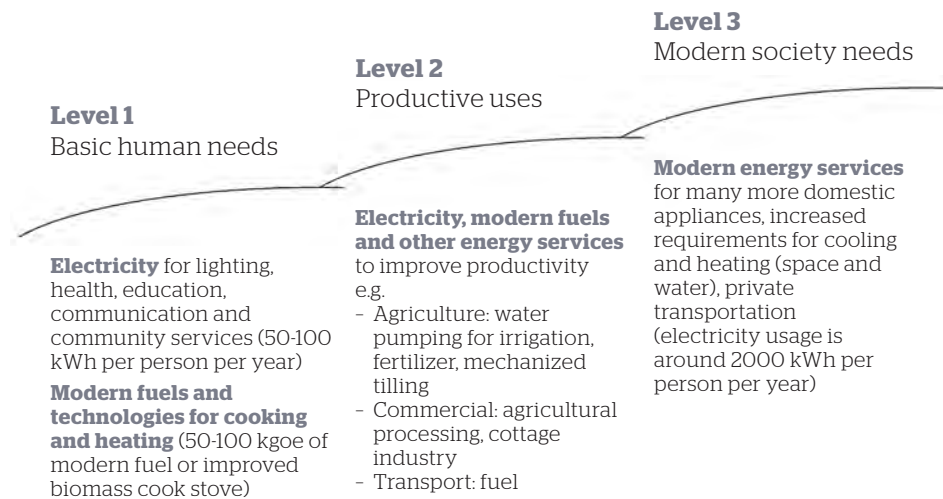 Level 1
Basic human needs
Electricity for lighting,
health, education,
communication and
community services (50-100
kWh per person per year)
Modern fuels and
technologies for cooking
and heating (50-100 kgoe of
modern fuel or improved
biomass cook stove)
Level 2
Productive uses
Electricity, modern fuels
and other energy services
to improve productivity
e.g.
- Agriculture: water
pumping for irrigation,
fertilizer, mechanized
tilling
- Commercial: agricultural
processing, cottage
industry
- Transport: fuel
Level 3
Modern society needs
Modern energy services
for many more domestic
appliances, increased
requirements for cooling
and heating (space and
water), private
transportation
(electricity usage is
around 2000 kWh per
person per year)